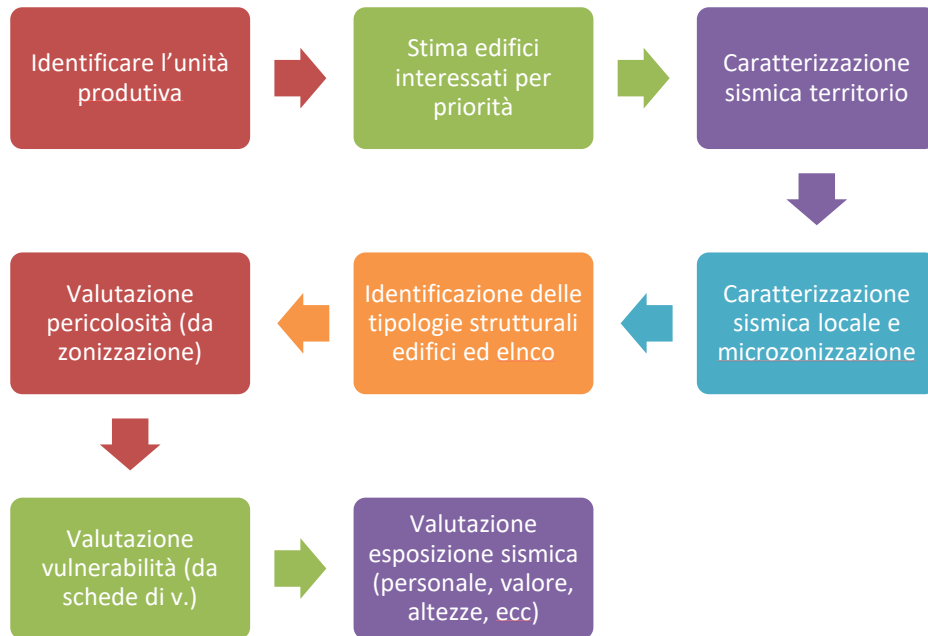 Identificare l'unità
produtiva
Stima edifici
interessati per
priorità
Caratterizzazione
sismica territorio
Caratterizzazione
sismica locale e
microzonizzazione
Identificazione delle
tipologie strutturali
edifici ed elnco
Valutazione
pericolosità (da
zonizzazione)
Valutazione
vulnerabilità (da
schede di v.)
Valutazione
esposizione sismica
(personale, valore,
altezze, ecc)